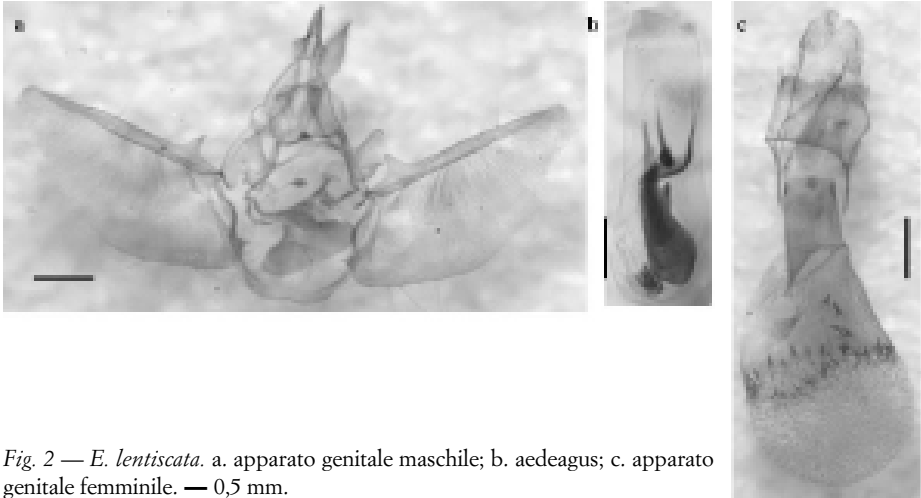 a
b
c
Fig. 2 — E. lentiscata. a. apparato genitale maschile; b. aedeagus; c. apparato
genitale femminile. — 0,5 mm.